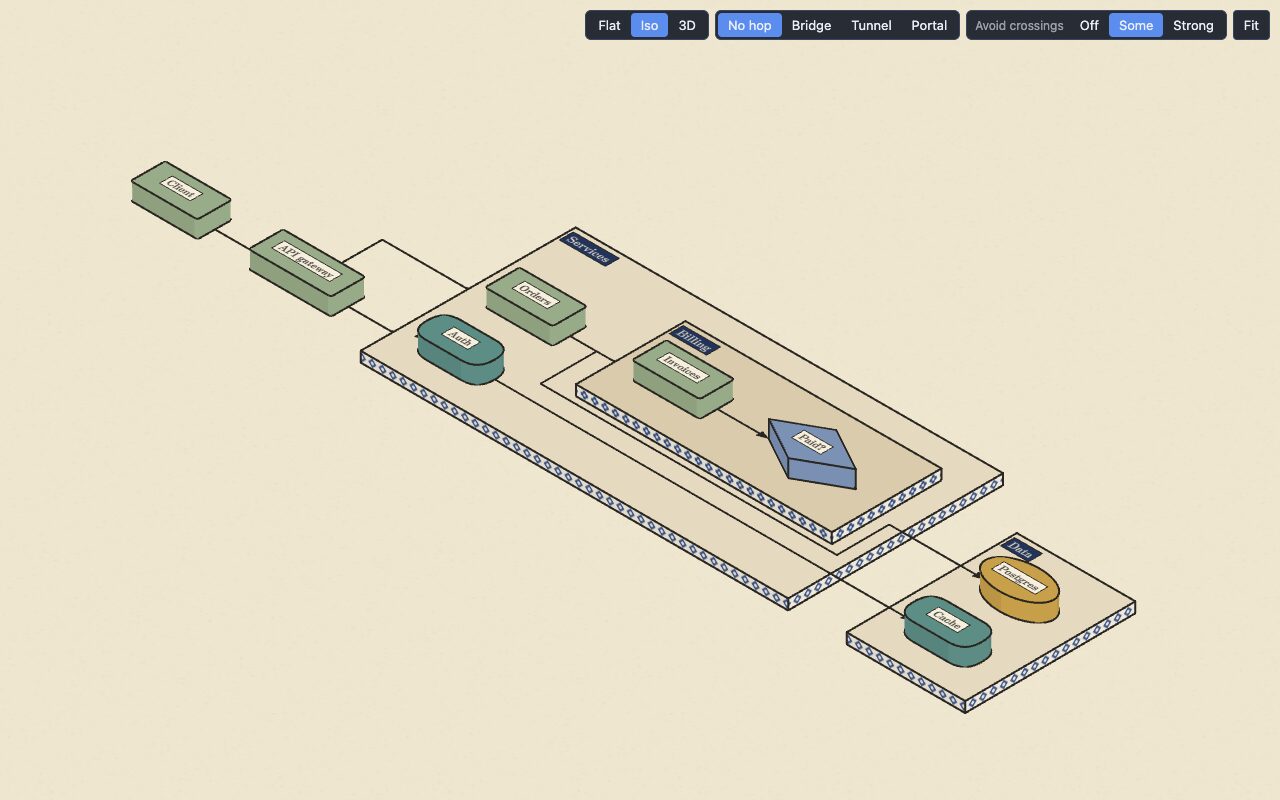 Flat Iso 3D No hop Bridge Tunnel Portal Avoid crossings Off Some Strong Fit
Client
API gateway
Services
Orders
Auth
Billing
Invoices
Paid?
Data
Postgres
Cache